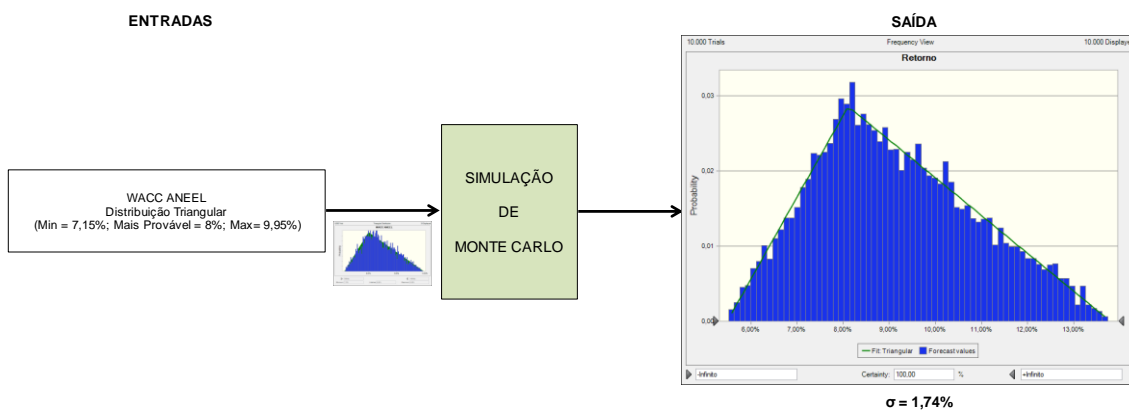 ENTRADAS
SAÍDA
WACC ANEEL
Distribuição Triangular
(Min = 7,15%; Mais Provável = 8%; Max= 9,95%)
SIMULAÇÃO
DE
MONTE CARLO
10.000 Trials
Frequency View
10.000 Displaye
Retorno
0,03
0,02
0,01
0,00
Probability
6,00%
7,00%
8,00%
9,00%
10,00%
11,00%
12,00%
13,00%
Fit: Triangular
Forecast values
-Infinito
Certainty: 100,00 %
+Infinito
σ = 1,74%